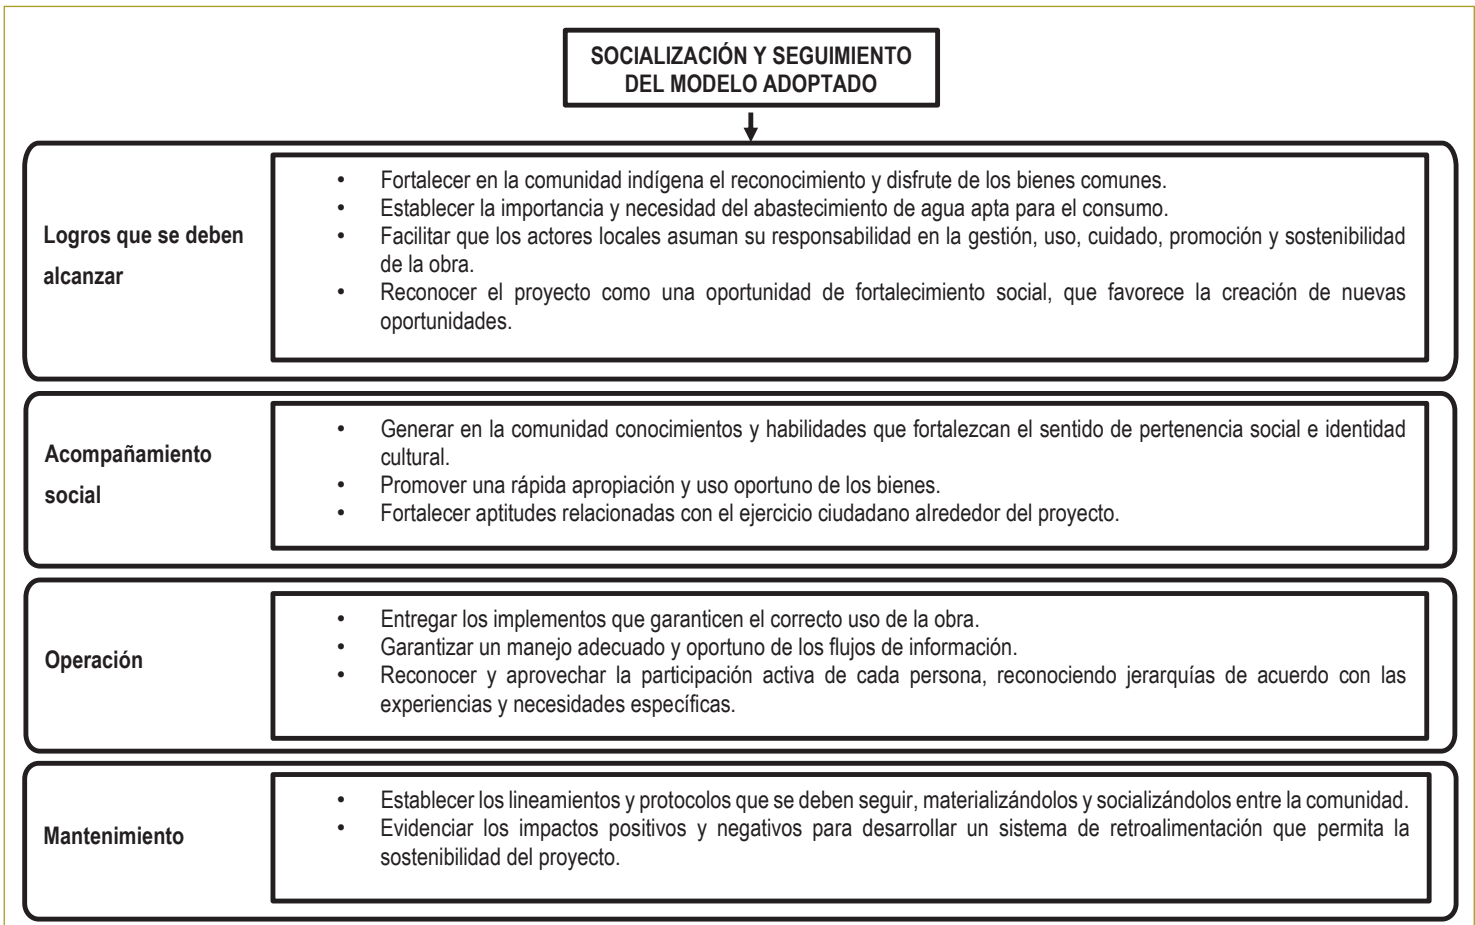 SOCIALIZACIÓN Y SEGUIMIENTO
DEL MODELO ADOPTADO
Logros que se deben
alcanzar
• Fortalecer en la comunidad indígena el reconocimiento y disfrute de los bienes comunes.
• Establecer la importancia y necesidad del abastecimiento de agua apta para el consumo.
• Facilitar que los actores locales asuman su responsabilidad en la gestión, uso, cuidado, promoción y sostenibilidad
de la obra.
• Reconocer el proyecto como una oportunidad de fortalecimiento social, que favorece la creación de nuevas
oportunidades.
Acompañamiento
social
• Generar en la comunidad conocimientos y habilidades que fortalezcan el sentido de pertenencia social e identidad
cultural.
• Promover una rápida apropiación y uso oportuno de los bienes.
• Fortalecer aptitudes relacionadas con el ejercicio ciudadano alrededor del proyecto.
Operación
• Entregar los implementos que garanticen el correcto uso de la obra.
• Garantizar un manejo adecuado y oportuno de los flujos de información.
• Reconocer y aprovechar la participación activa de cada persona, reconociendo jerarquías de acuerdo con las
experiencias y necesidades específicas.
Mantenimiento
• Establecer los lineamientos y protocolos que se deben seguir, materializándolos y socializándolos entre la comunidad.
• Evidenciar los impactos positivos y negativos para desarrollar un sistema de retroalimentación que permita la
sostenibilidad del proyecto.